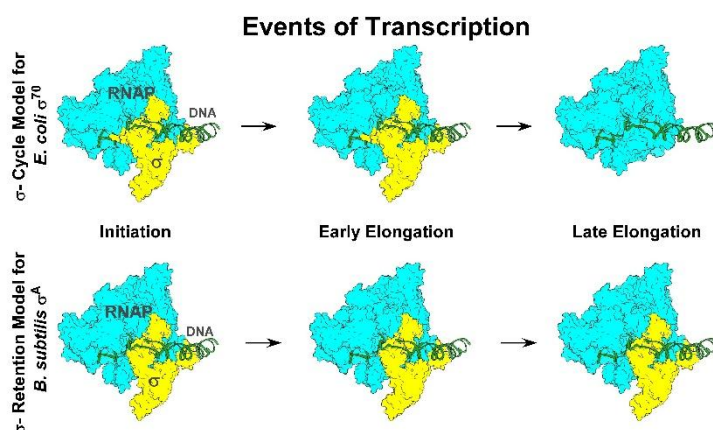 Events of Transcription
σ- Cycle Model for
E. coli σ⁷⁰
RNAP
DNA
σ
Initiation
Early Elongation
Late Elongation
σ- Retention Model for
B. subtilis σᴬ
RNAP
DNA
σ